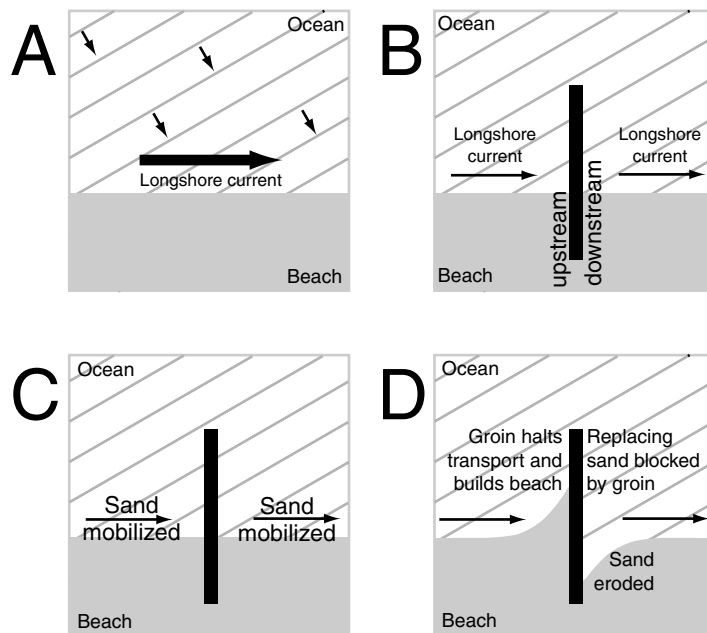 A
Ocean
Longshore current
Beach
B
Ocean
Longshore
current
Longshore
current
upstream
downstream
Beach
C
Ocean
Sand
mobilized
Sand
mobilized
Beach
D
Ocean
Groin halts
transport and
builds beach
Replacing
sand blocked
by groin
Sand
eroded
Beach